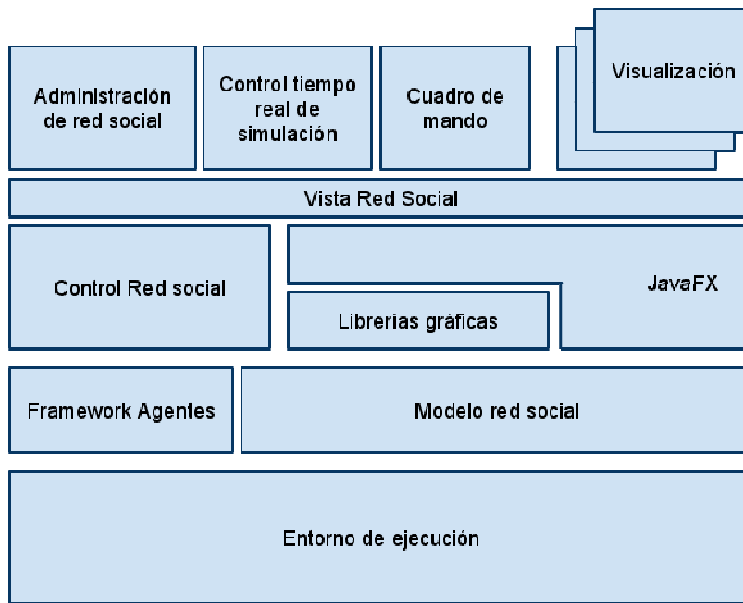 Administración
de red social
Control tiempo
real de
simulación
Cuadro de
mando
Visualización
Vista Red Social
Control Red social
JavaFX
Librerías gráficas
Framework Agentes
Modelo red social
Entorno de ejecución